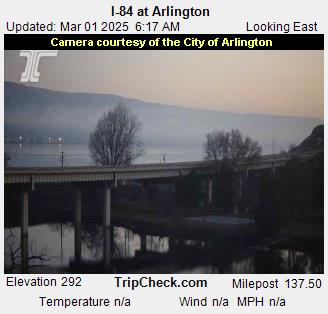 I-84 at Arlington
Updated: Mar 01 2025 6:17 AM Looking East
Camera courtesy of the City of Arlington
Elevation 292 TripCheck.com Milepost 137.50
Temperature n/a Wind n/a MPH n/a